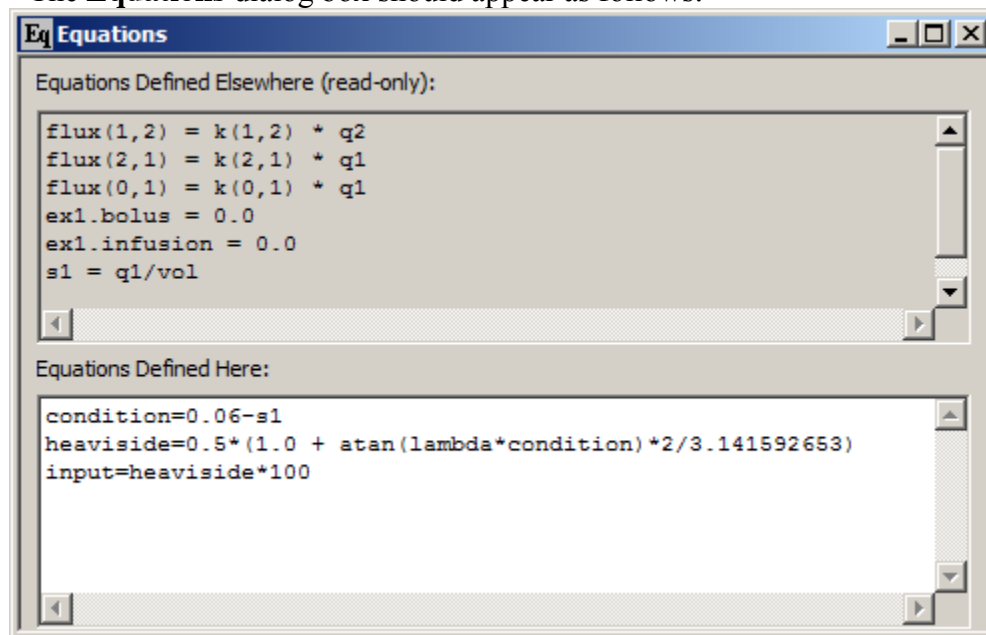 The Equations dialog box should appear as follows:
Eq Equations
Equations Defined Elsewhere (read-only):
flux(1,2) = k(1,2) * q2
flux(2,1) = k(2,1) * q1
flux(0,1) = k(0,1) * q1
ex1.bolus = 0.0
ex1.infusion = 0.0
s1 = q1/vol
Equations Defined Here:
condition=0.06-s1
heaviside=0.5*(1.0 + atan(lambda*condition)*2/3.141592653)
input=heaviside*100